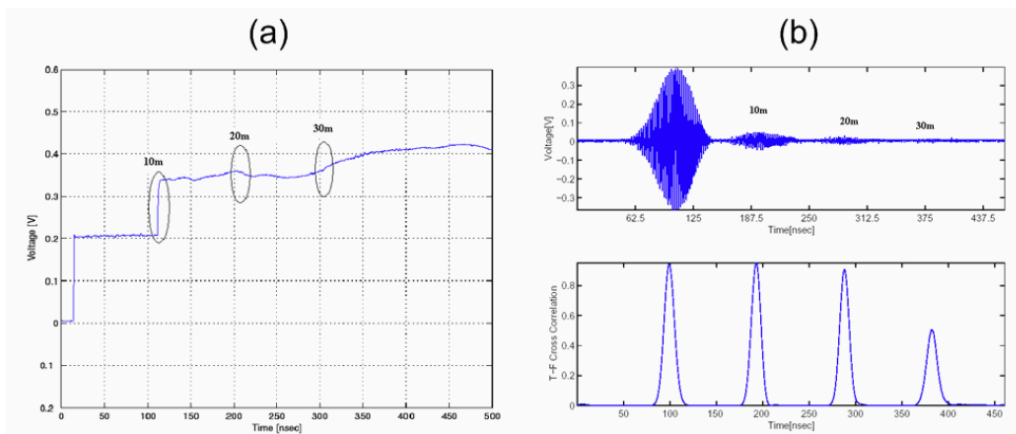 (a)
0.6
0.5
0.4
0.3
0.2
0.1
0
0.1
0.2
Voltage [V]
10m
20m
30m
0 50 100 150 200 250 300 350 400 450 500
Time [nsec]
(b)
0.3
0.2
0.1
0
−0.1
−0.2
−0.3
Voltage[V]
10m
20m
30m
62.5 125 187.5 250 312.5 375 437.5
Time[nsec]
0.8
0.6
0.4
0.2
0
T−F Cross Correlation
50 100 150 200 250 300 350 400 450
Time[nsec]